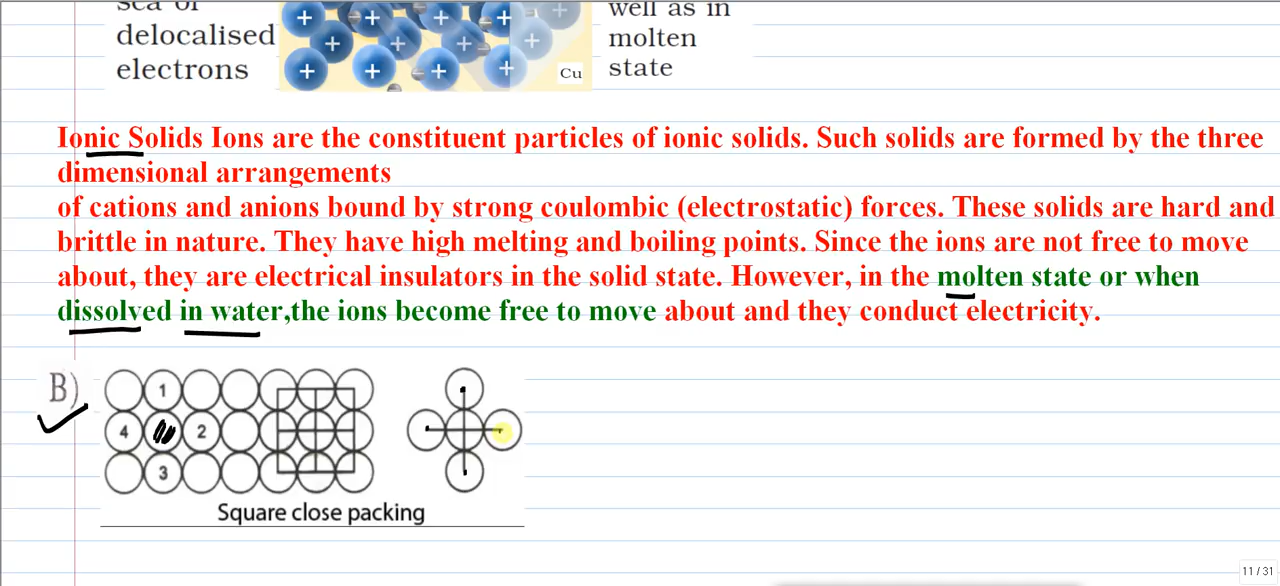 sea of
delocalised
electrons
+ + + +
+ + + +
+ + + +
Cu
well as in
molten
state
Ionic Solids Ions are the constituent particles of ionic solids. Such solids are formed by the three
dimensional arrangements
of cations and anions bound by strong coulombic (electrostatic) forces. These solids are hard and
brittle in nature. They have high melting and boiling points. Since the ions are not free to move
about, they are electrical insulators in the solid state. However, in the molten state or when
dissolved in water,the ions become free to move about and they conduct electricity.
B)
1
4 2
3
Square close packing
11 / 31